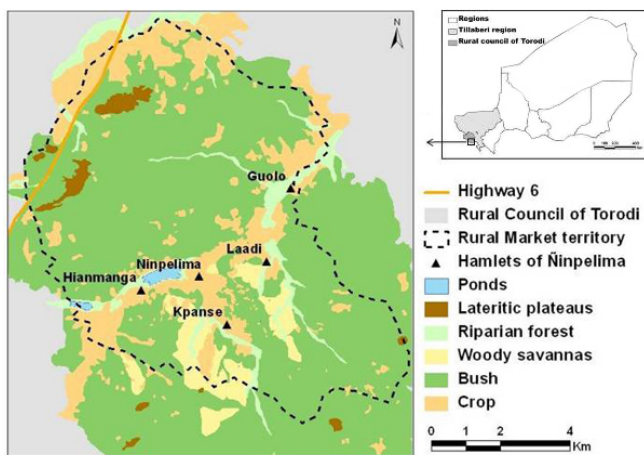 N
Guolo
Laadi
Ninpelima
Hianmanga
Kpanse
Regions
Tillaberi region
Rural council of Torodi
Highway 6
Rural Council of Torodi
Rural Market territory
Hamlets of Ñinpelima
Ponds
Lateritic plateaus
Riparian forest
Woody savannas
Bush
Crop
0 1 2 4
Km